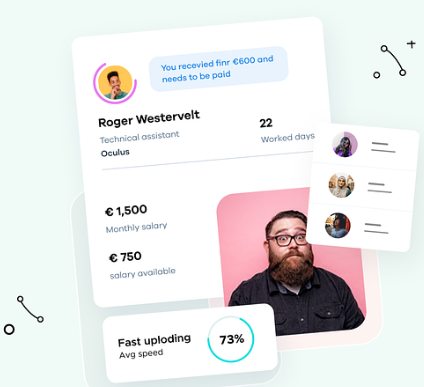 You recevied finr €600 and
needs to be paid
Roger Westervelt
Technical assistant
Oculus
22
Worked days
€ 1,500
Monthly salary
€ 750
salary available
Fast uploding
Avg speed
73%